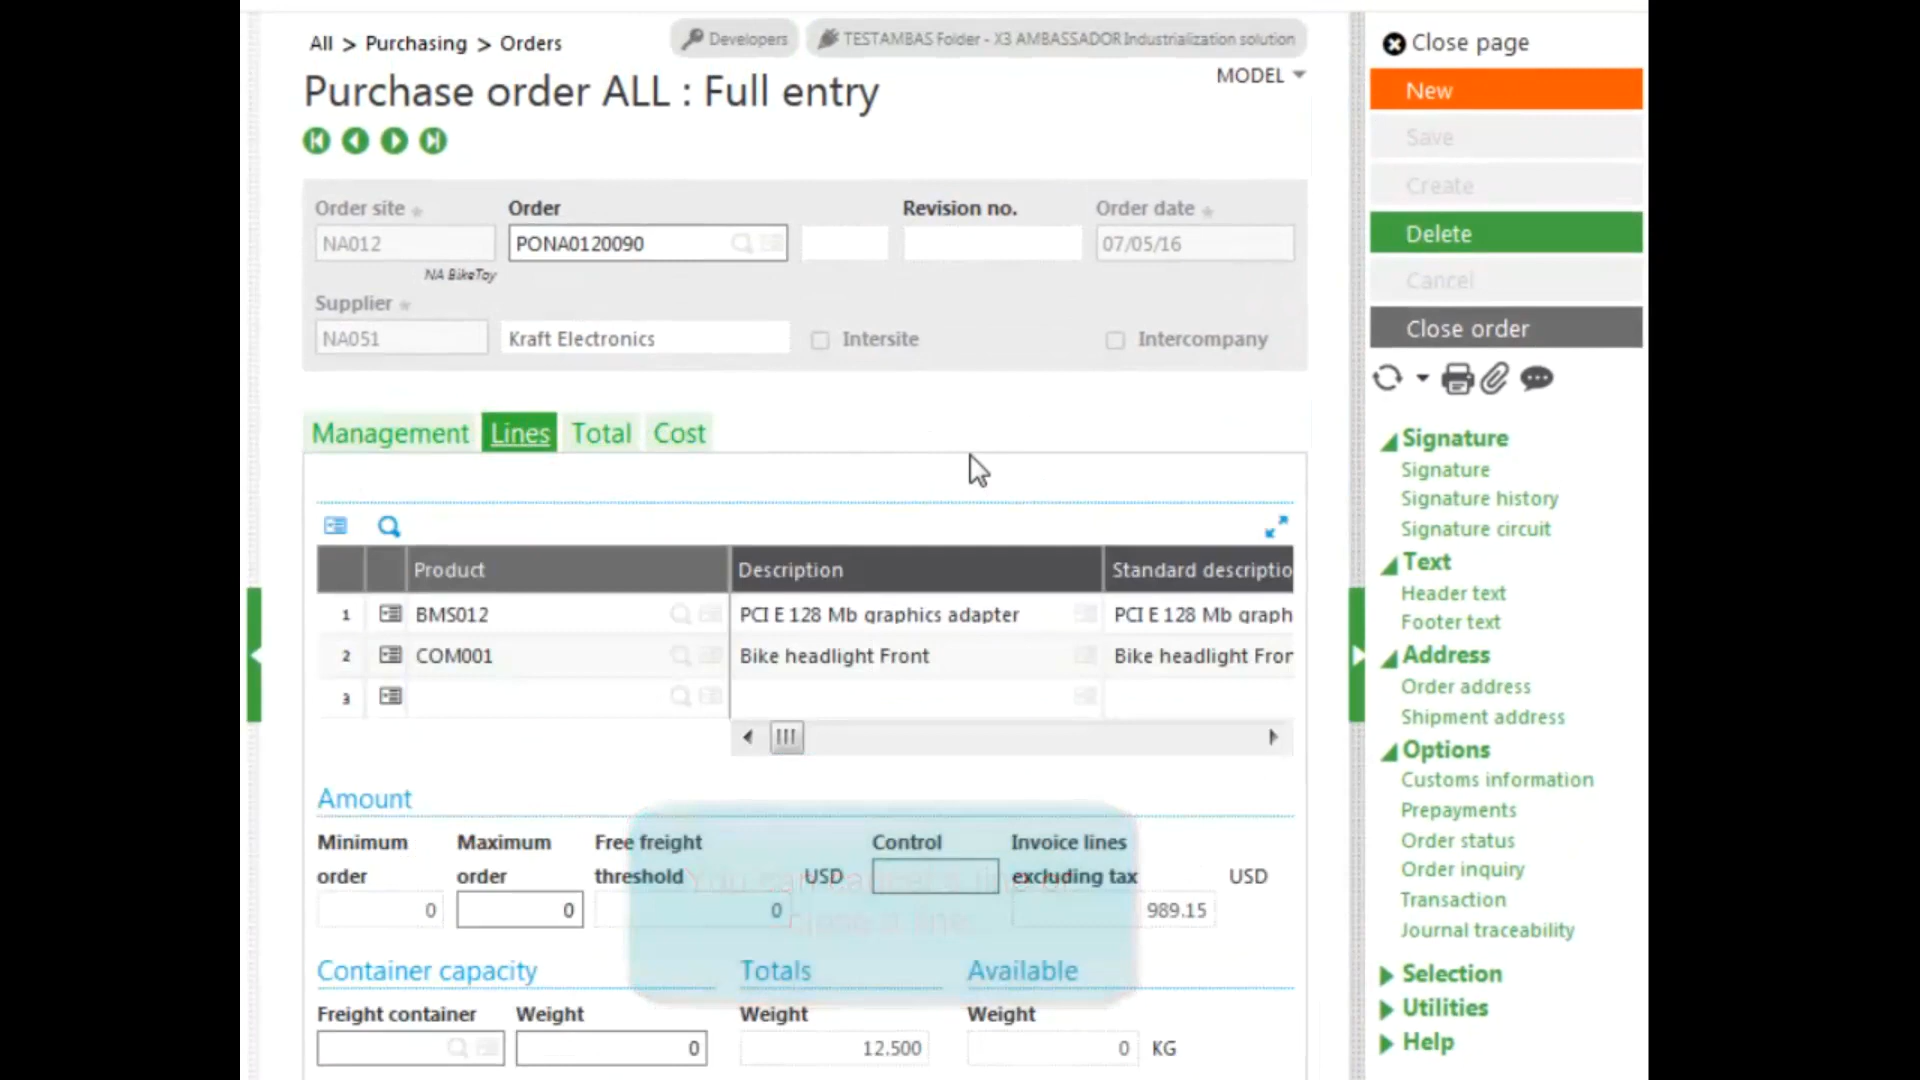 All > Purchasing > Orders
Developers
TESTAMBAS Folder - X3 AMBASSADOR Industrialization solution
MODEL
Purchase order ALL : Full entry
Order site *
Order
Revision no.
Order date *
NA012
PONA0120090
07/05/16
NA BikeToy
Supplier *
NA051
Kraft Electronics
Intersite
Intercompany
Management
Lines
Total
Cost
Product
Description
Standard descriptio
1
BMS012
PCI E 128 Mb graphics adapter
PCI E 128 Mb graph
2
COM001
Bike headlight Front
Bike headlight Fror
3
Amount
Minimum order
Maximum order
Free freight threshold
USD
Control
Invoice lines excluding tax
USD
0
0
0
989.15
You can cancel a line or
close a line
Container capacity
Totals
Available
Freight container
Weight
Weight
Weight
0
12.500
0
KG
Close page
New
Save
Create
Delete
Cancel
Close order
Signature
Signature
Signature history
Signature circuit
Text
Header text
Footer text
Address
Order address
Shipment address
Options
Customs information
Prepayments
Order status
Order inquiry
Transaction
Journal traceability
Selection
Utilities
Help